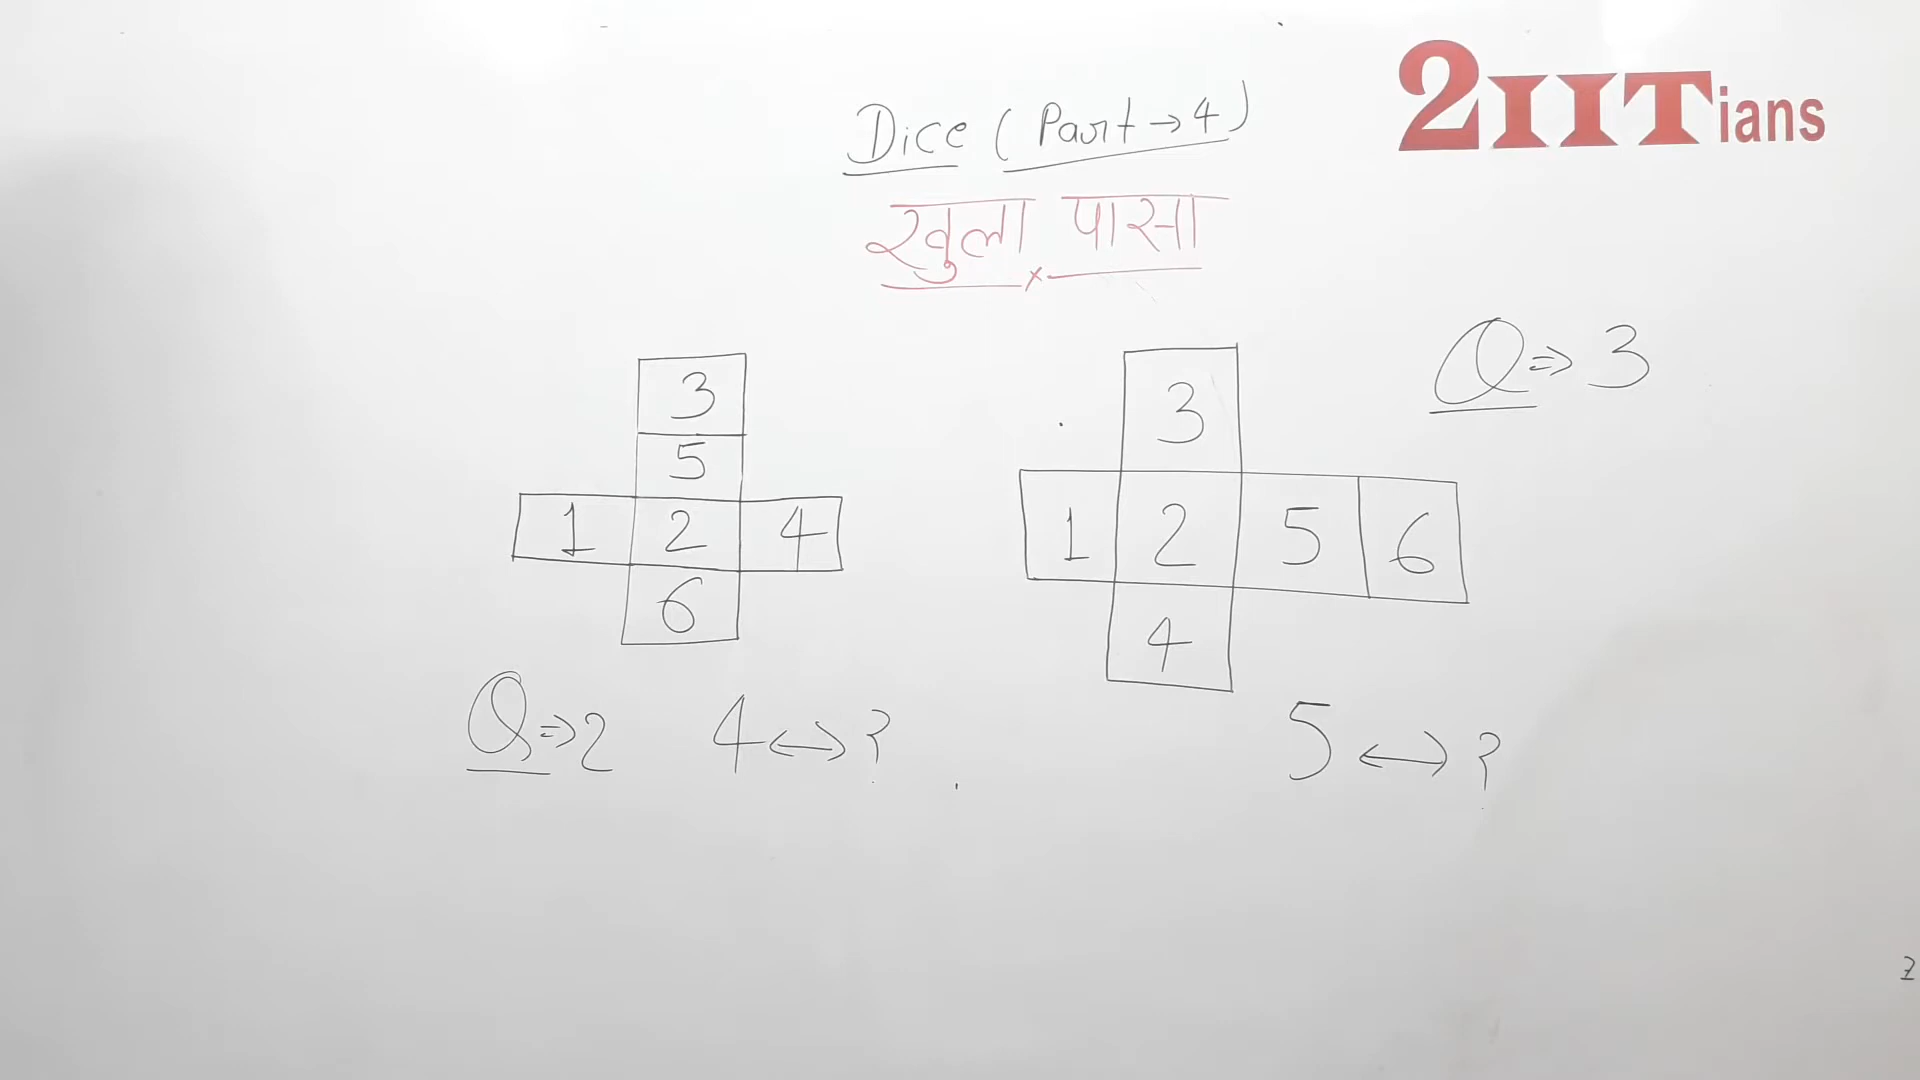 2IITians
Dice (Part → 4)
खुला पासा
3
5
1 2 4
6
Q ⇒ 2 4 ↔ ?
Q ⇒ 3
3
1 2 5 6
4
5 ↔ ?